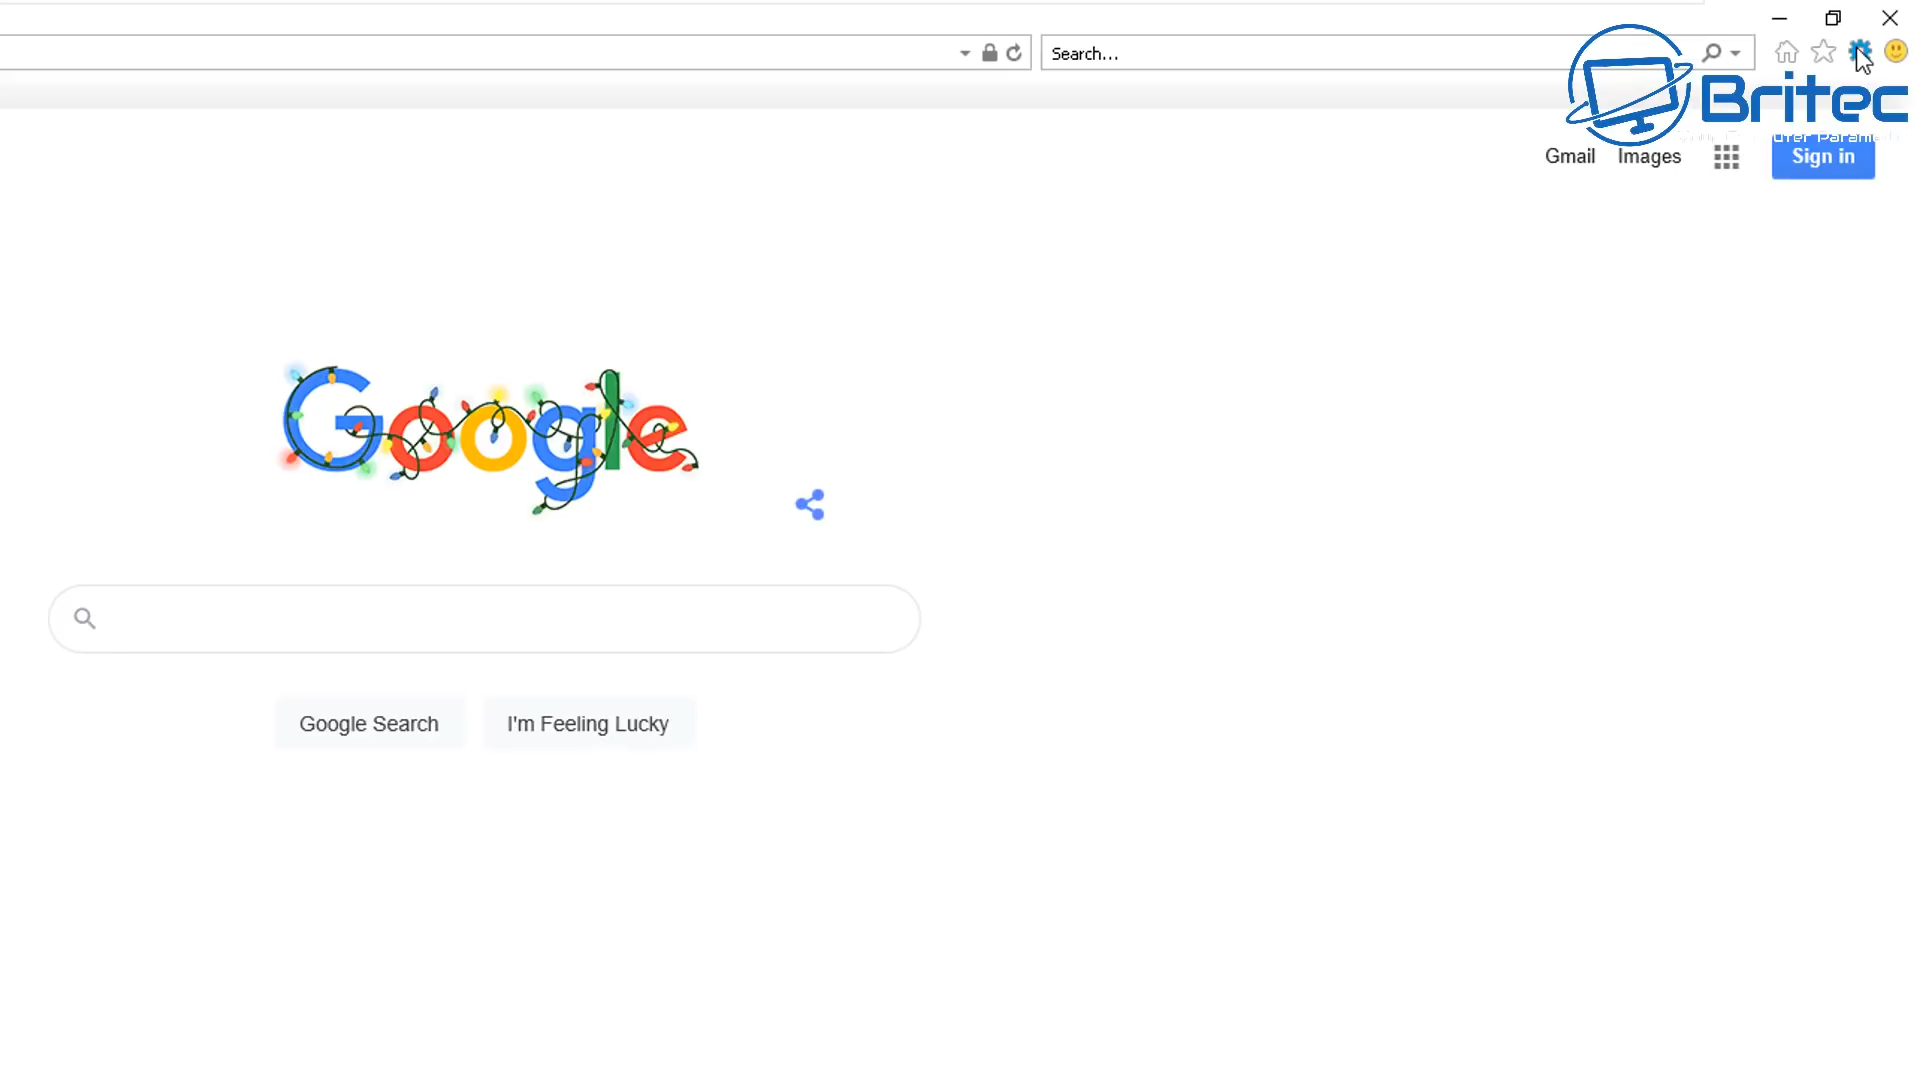 Search...
Britec
Gmail Images
Sign in
Google
Google Search
I'm Feeling Lucky